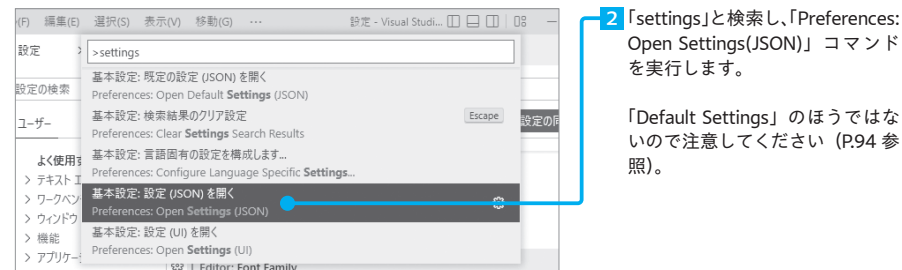 (F) 編集(E) 選択(S) 表示(V) 移動(G) … 設定 - Visual Studi...
設定
>settings
設定の検索
基本設定: 既定の設定 (JSON) を開く
Preferences: Open Default Settings (JSON)
ユーザー
基本設定: 検索結果のクリア設定
Preferences: Clear Settings Search Results
Escape
設定の同
よく使用す
基本設定: 言語固有の設定を構成します...
Preferences: Configure Language Specific Settings...
> テキスト エ
> ワークベン
基本設定: 設定 (JSON) を開く
Preferences: Open Settings (JSON)
> ウィンドウ
> 機能
基本設定: 設定 (UI) を開く
Preferences: Open Settings (UI)
> アプリケー
Editor: Font Family
2 「settings」と検索し、「Preferences:
Open Settings(JSON)」コマンド
を実行します。
「Default Settings」のほうではな
いので注意してください（P.94 参
照）。